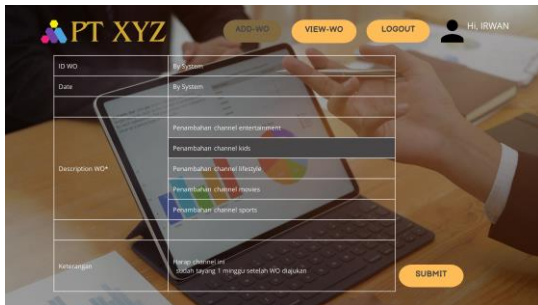 PT XYZ
ADD-WO
VIEW-WO
LOGOUT
Hi, IRWAN
ID WO
By System
Date
By System
Description WO*
Penambahan channel entertainment
Penambahan channel kids
Penambahan channel lifestyle
Penambahan channel movies
Penambahan channel sports
Keterangan
Harap channel ini
sudah tayang 1 minggu setelah WO diajukan
SUBMIT